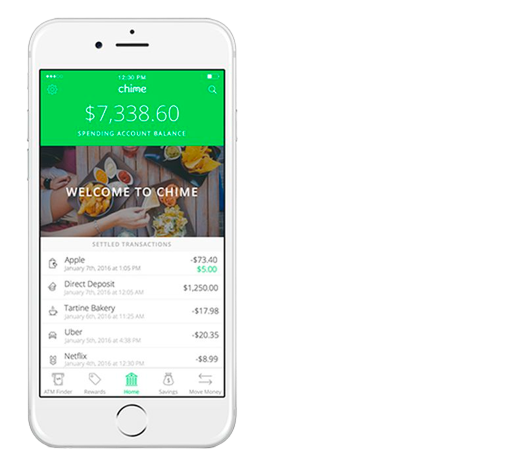 12:30 PM
chime
$7,338.60
SPENDING ACCOUNT BALANCE
WELCOME TO CHIME
SETTLED TRANSACTIONS
Apple -$73.40
January 7th, 2016 at 1:05 PM $5.00
Direct Deposit $1,250.00
January 7th, 2016 at 12:05 AM
Tartine Bakery -$17.98
January 6th, 2016 at 11:25 AM
Uber -$20.35
January 5th, 2016 at 4:38 PM
Netflix -$8.99
January 4th, 2016 at 12:30 PM
ATM Finder Rewards Home Savings Move Money